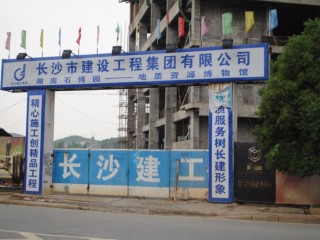 长沙市建设工程集团有限公司
湖南石博园——地质资源博物馆
精心施工创精品工程
优质服务树长建形象
长沙建工